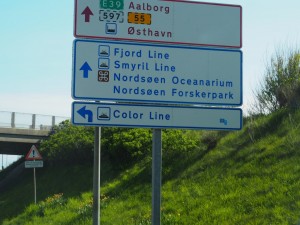 E39 Aalborg
597 55
Østhavn
Fjord Line
Smyril Line
Nordsøen Oceanarium
Nordsøen Forskerpark
Color Line